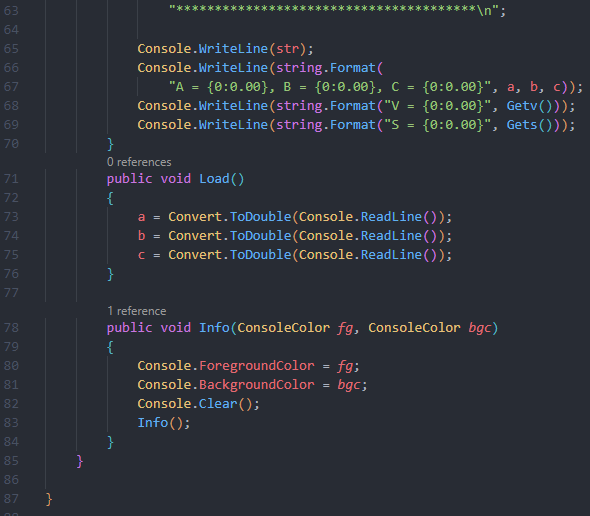 63 "***************************************\n";
64
65 Console.WriteLine(str);
66 Console.WriteLine(string.Format(
67 "A = {0:0.00}, B = {0:0.00}, C = {0:0.00}", a, b, c));
68 Console.WriteLine(string.Format("V = {0:0.00}", Getv()));
69 Console.WriteLine(string.Format("S = {0:0.00}", Gets()));
70 }
0 references
71 public void Load()
72 {
73 a = Convert.ToDouble(Console.ReadLine());
74 b = Convert.ToDouble(Console.ReadLine());
75 c = Convert.ToDouble(Console.ReadLine());
76 }
77
1 reference
78 public void Info(ConsoleColor fg, ConsoleColor bgc)
79 {
80 Console.ForegroundColor = fg;
81 Console.BackgroundColor = bgc;
82 Console.Clear();
83 Info();
84 }
85 }
86
87 }